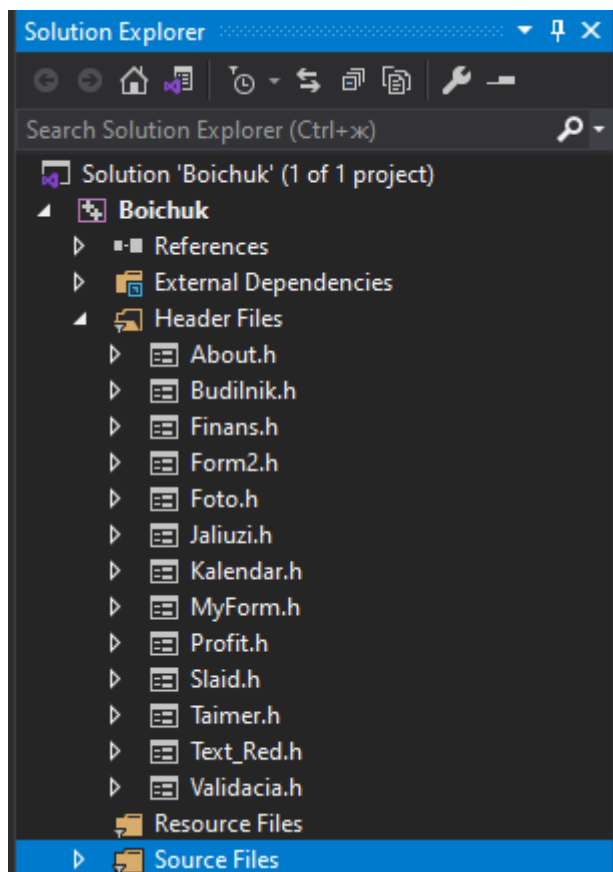 Solution Explorer
Search Solution Explorer (Ctrl+ж)
Solution 'Boichuk' (1 of 1 project)
Boichuk
References
External Dependencies
Header Files
About.h
Budilnik.h
Finans.h
Form2.h
Foto.h
Jaliuzi.h
Kalendar.h
MyForm.h
Profit.h
Slaid.h
Taimer.h
Text_Red.h
Validacia.h
Resource Files
Source Files